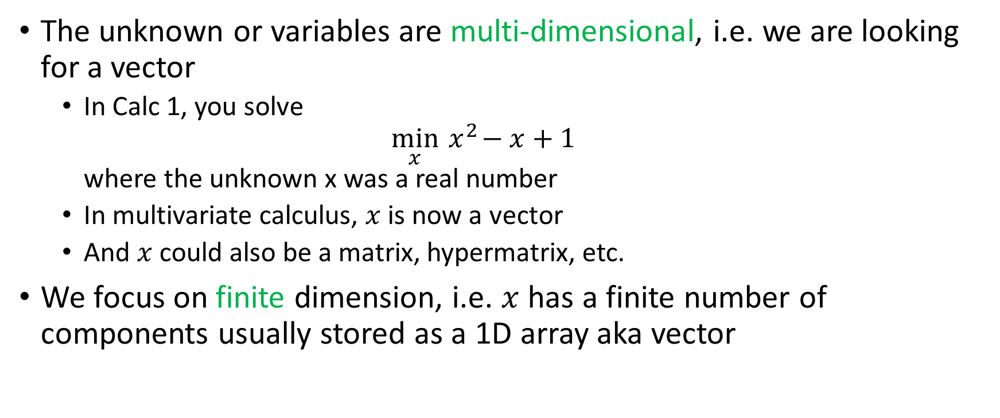 • The unknown or variables are multi-dimensional, i.e. we are looking
for a vector
• In Calc 1, you solve
min x² − x + 1
x
where the unknown x was a real number
• In multivariate calculus, x is now a vector
• And x could also be a matrix, hypermatrix, etc.
• We focus on finite dimension, i.e. x has a finite number of
components usually stored as a 1D array aka vector